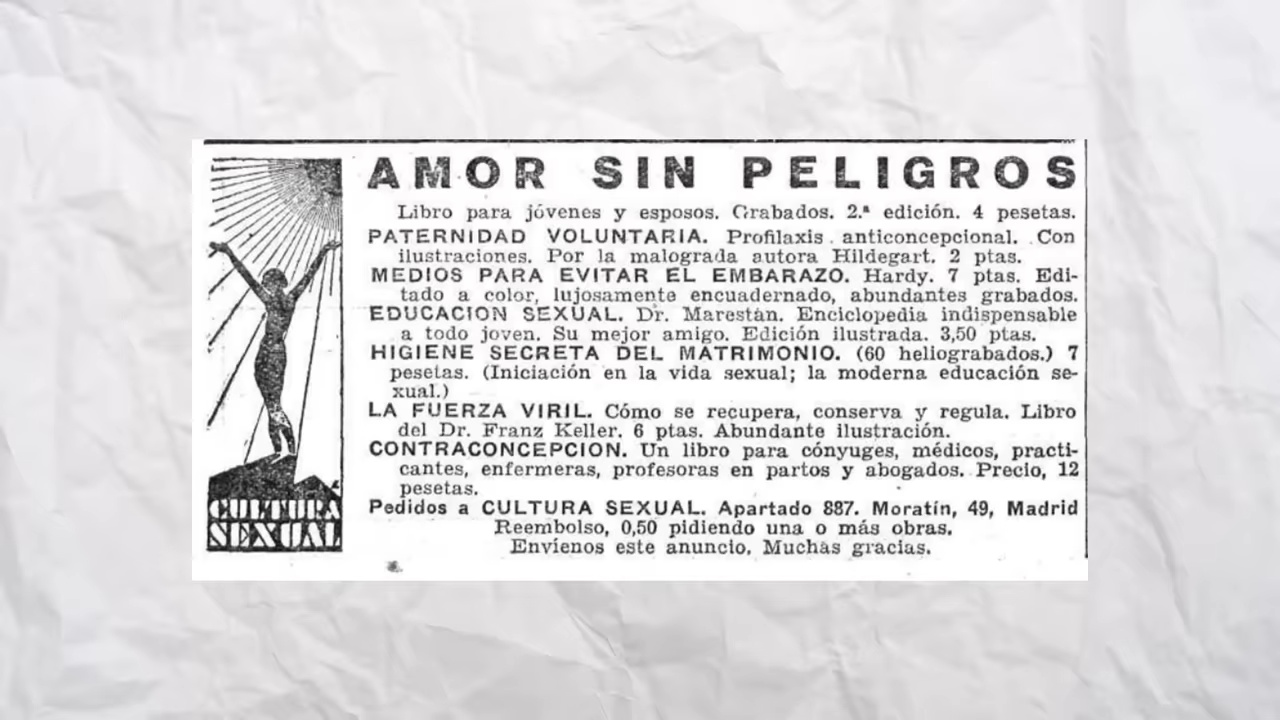 AMOR SIN PELIGROS
Libro para jóvenes y esposos. Grabados. 2.ª edición. 4 pesetas.
PATERNIDAD VOLUNTARIA. Profilaxis anticoncepcional. Con
ilustraciones. Por la malograda autora Hildegart. 2 ptas.
MEDIOS PARA EVITAR EL EMBARAZO. Hardy. 7 ptas. Edi-
tado a color, lujosamente encuadernado, abundantes grabados.
EDUCACION SEXUAL. Dr. Marestán. Enciclopedia indispensable
a todo joven. Su mejor amigo. Edición ilustrada. 3,50 ptas.
HIGIENE SECRETA DEL MATRIMONIO. (60 heliograbados.) 7
pesetas. (Iniciación en la vida sexual; la moderna educación se-
xual.)
LA FUERZA VIRIL. Cómo se recupera, conserva y regula. Libro
del Dr. Franz Keller. 6 ptas. Abundante ilustración.
CONTRACONCEPCION. Un libro para cónyuges, médicos, practi-
cantes, enfermeras, profesoras en partos y abogados. Precio, 12
pesetas.
Pedidos a CULTURA SEXUAL. Apartado 887. Moratín, 49, Madrid
Reembolso, 0,50 pidiendo una o más obras.
Envíenos este anuncio. Muchas gracias.
CULTURA
SEXUAL